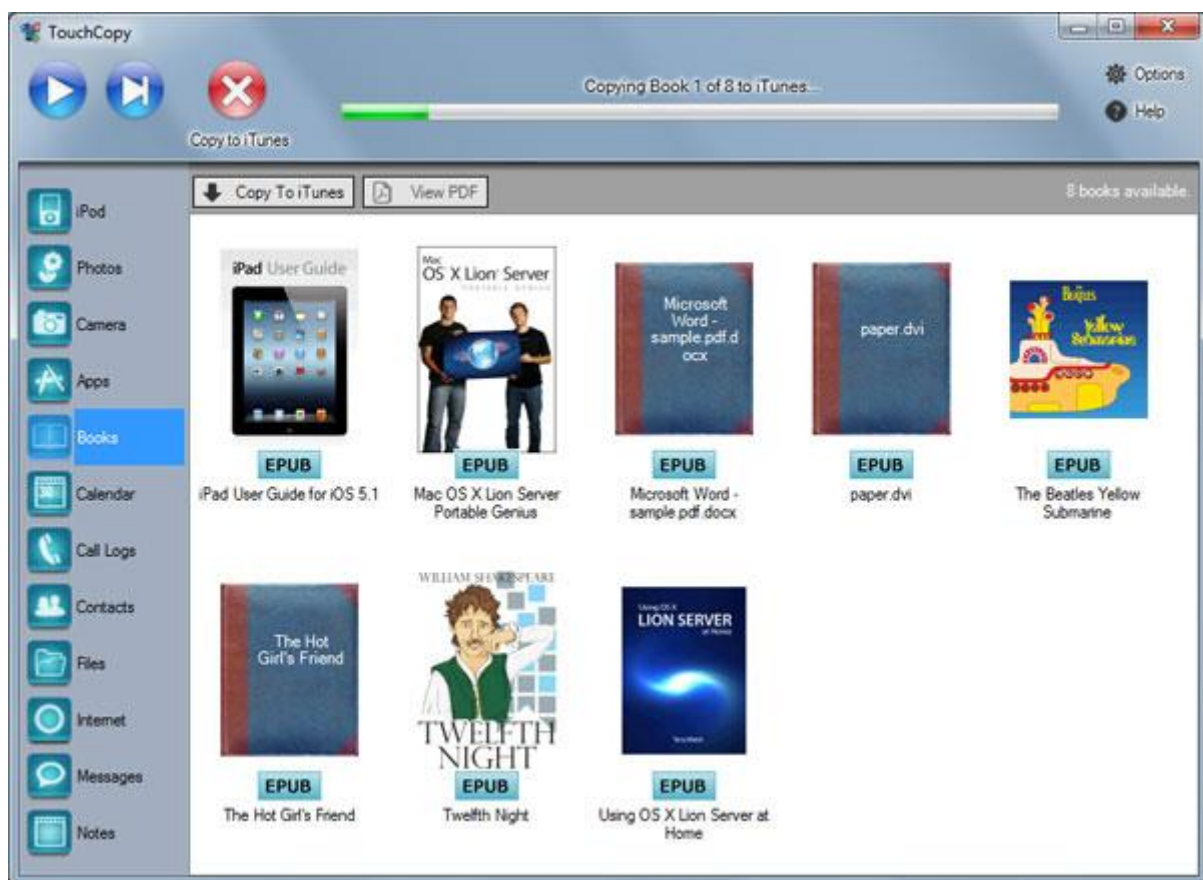 TouchCopy
Copying Book 1 of 8 to iTunes...
Options
Help
Copy to iTunes
Copy To iTunes
View PDF
8 books available.
iPod
Photos
Camera
Apps
Books
Calendar
Call Logs
Contacts
Files
Internet
Messages
Notes
iPad User Guide
EPUB
iPad User Guide for iOS 5.1
Mac
OS X Lion Server
PORTABLE GENIUS
EPUB
Mac OS X Lion Server
Portable Genius
Microsoft
Word -
sample.pdf.d
ocx
EPUB
Microsoft Word -
sample.pdf.docx
paper.dvi
EPUB
paper.dvi
Yellow
Submarine
EPUB
The Beatles Yellow
Submarine
The Hot
Girl's Friend
EPUB
The Hot Girl's Friend
WILLIAM SHAKESPEARE
TWELFTH
NIGHT
EPUB
Twelfth Night
Using OS X
LION SERVER
at Home
EPUB
Using OS X Lion Server at
Home